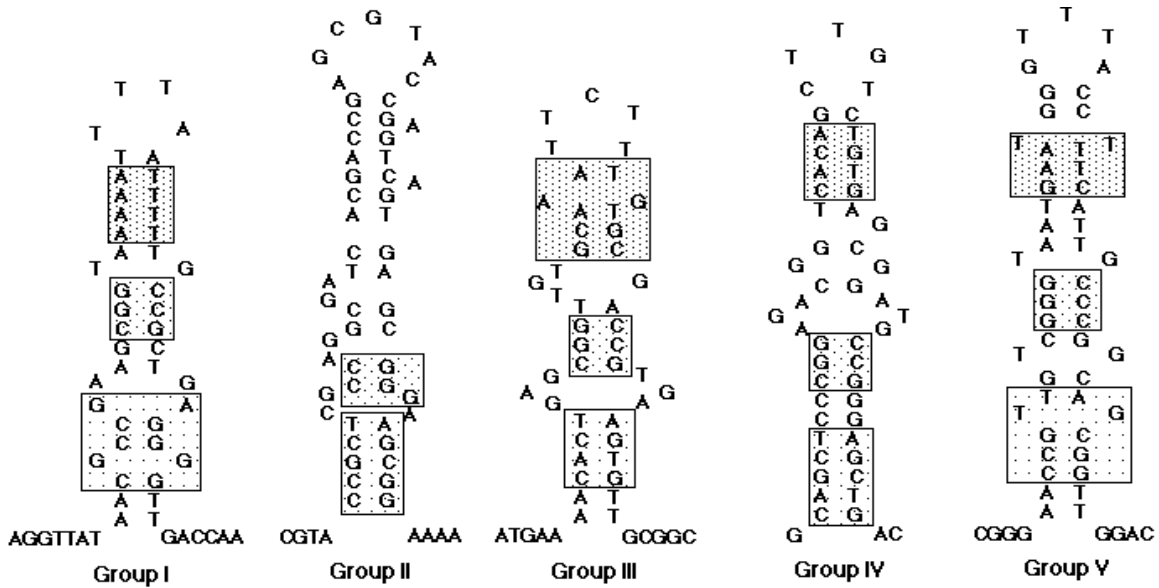 T T
T A
T A
A T
A T
A T
A T
A T
T G
G C
G C
C G
G C
A T
A G
G A
C G
C G
G G
C G
A T
A T
AGGTTAT GACCAA
Group I
G
C T
G A
A C
G C
C G
C G A
A T
G C A
C G
A T
C G
T A
A
G
C G
G C
G
A
C G
C G
G G
C A
T A
C G
G C
C G
C G
CGTA AAAA
Group II
C
T T
T T
A T
A G
A T
C G
G C
T
G G
T
T A
G C
G C
C G
G T
A G
G A
T A
C G
A T
C G
A T
A T
ATGAA GCGGC
Group III
T
T G
C T
G C
A T
C G
A T
C G
T A
G
G C
G G
C A
A
G T
A G
G C
G C
C G
C G
C G
T A
C G
G C
A T
C G
G AC
Group IV
T
T T
G A
G C
G C
T T T
A T
A T
G C
T A
A T
A T
T G
G C
G C
G C
C G
T G
G C
T A
T G
G C
C G
C G
A T
A T
CGGG GGAC
Group V